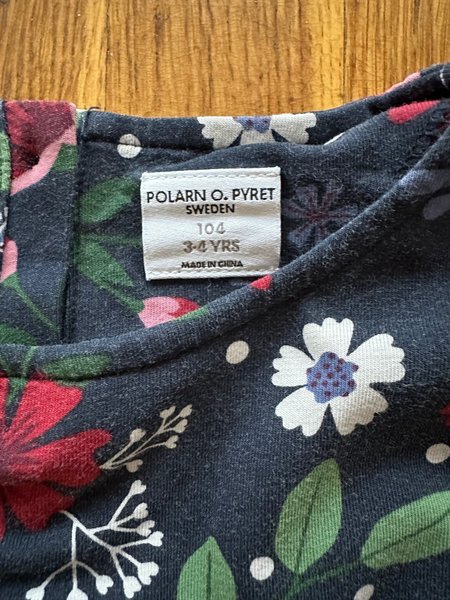 POLARN O. PYRET
SWEDEN
104
3-4 YRS
MADE IN CHINA